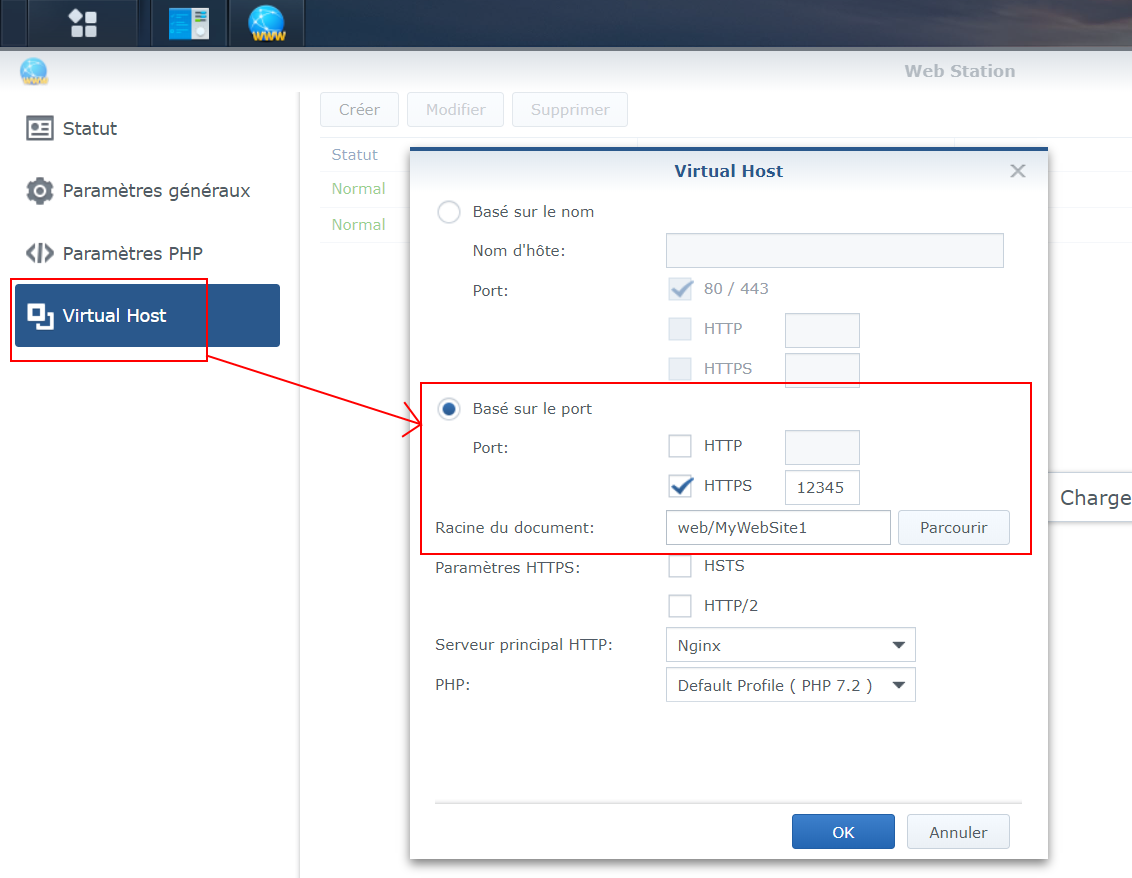 WWW
Web Station
Statut
Paramètres généraux
Paramètres PHP
Virtual Host
Créer
Modifier
Supprimer
Statut
Normal
Normal
Virtual Host
Basé sur le nom
Nom d'hôte:
Port:
80 / 443
HTTP
HTTPS
Basé sur le port
Port:
HTTP
HTTPS 12345
Racine du document: web/MyWebSite1 Parcourir
Paramètres HTTPS: HSTS
HTTP/2
Serveur principal HTTP: Nginx
PHP: Default Profile ( PHP 7.2 )
OK
Annuler
Charge